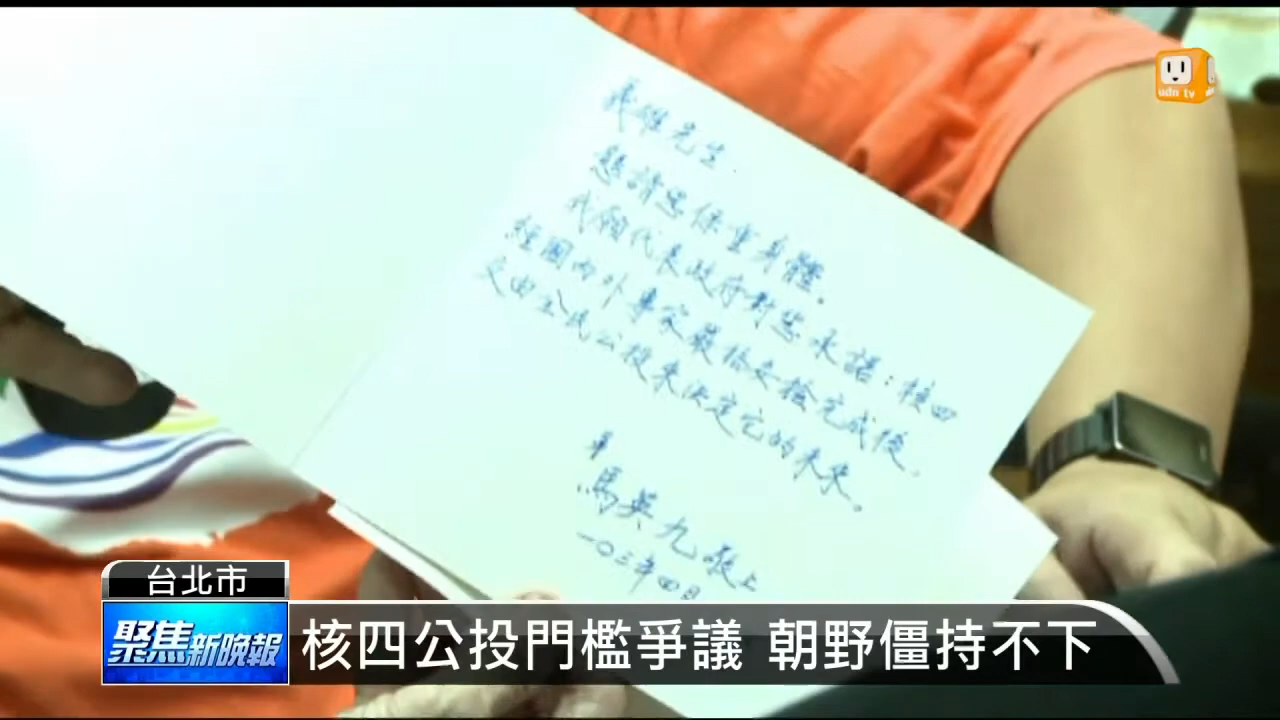 義雄先生：
懇請您保重身體。
我願代表政府對您承諾：核四
經國內外專家嚴格安檢完成後，
交由全民公投來決定它的未來。
弟
馬英九敬上
一〇三年四月
udn tv
台北市
聚焦新晚報
核四公投門檻爭議 朝野僵持不下